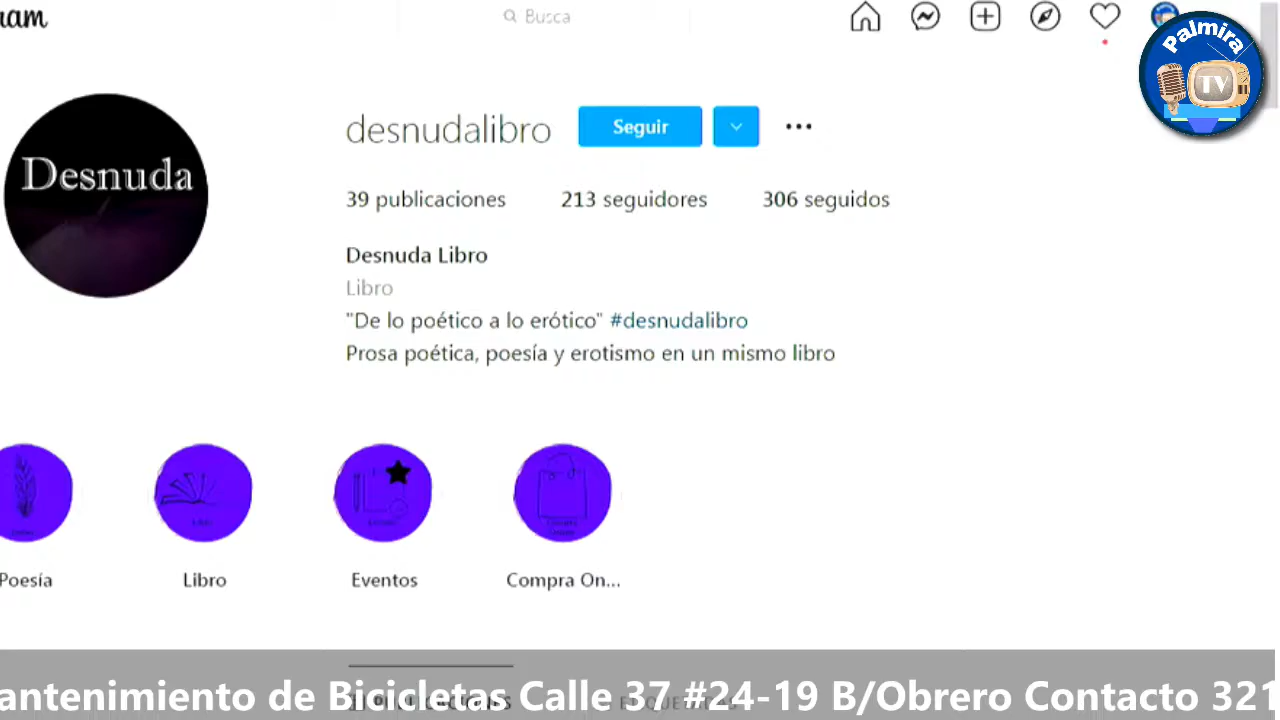 am
Busca
Palmira
TV
desnudalibro Seguir
Desnuda
39 publicaciones 213 seguidores 306 seguidos
Desnuda Libro
Libro
"De lo poético a lo erótico" #desnudalibro
Prosa poética, poesía y erotismo en un mismo libro
Poesía Libro Eventos Compra On...
antenimiento de Bicicletas Calle 37 #24-19 B/Obrero Contacto 321